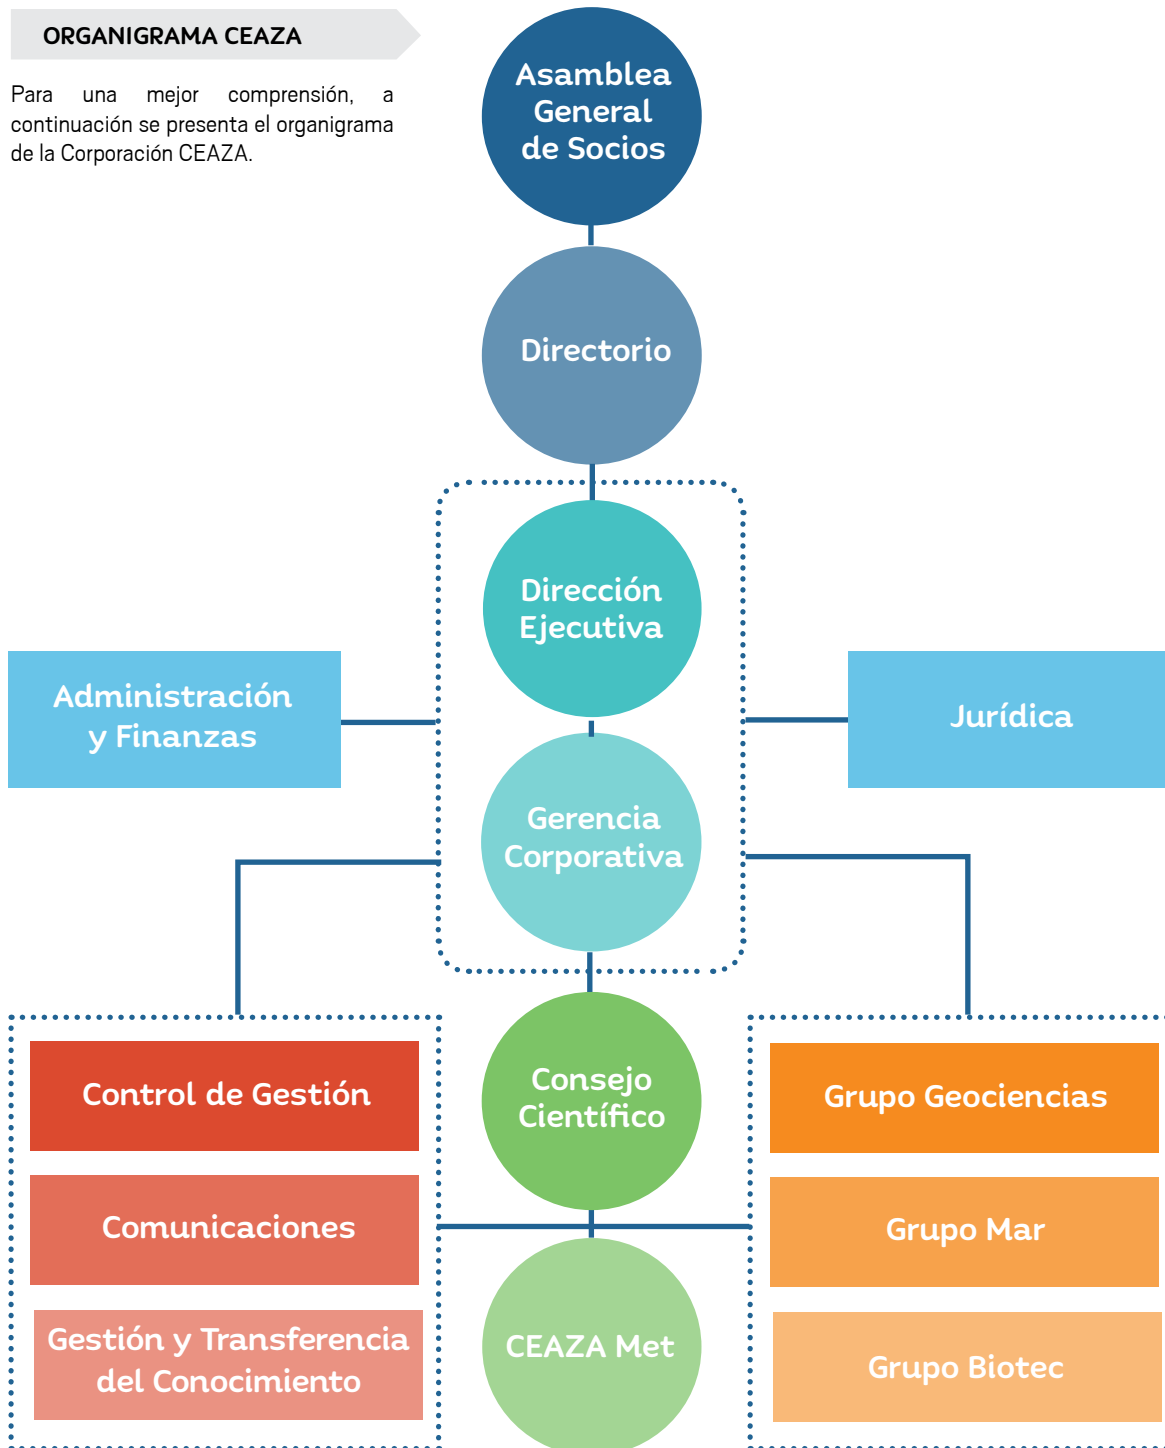 ORGANIGRAMA CEAZA
Para una mejor comprensión, a
continuación se presenta el organigrama
de la Corporación CEAZA.
Asamblea
General
de Socios
Directorio
Dirección
Ejecutiva
Administración
y Finanzas
Jurídica
Gerencia
Corporativa
Control de Gestión
Comunicaciones
Gestión y Transferencia
del Conocimiento
Consejo
Científico
CEAZA Met
Grupo Geociencias
Grupo Mar
Grupo Biotec